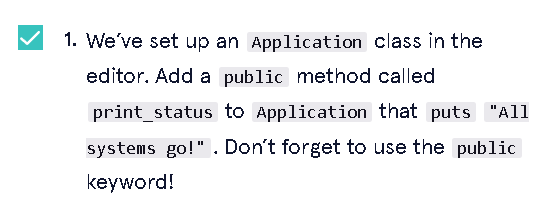 1. We've set up an Application class in the
editor. Add a public method called
print_status to Application that puts "All
systems go!" . Don't forget to use the public
keyword!